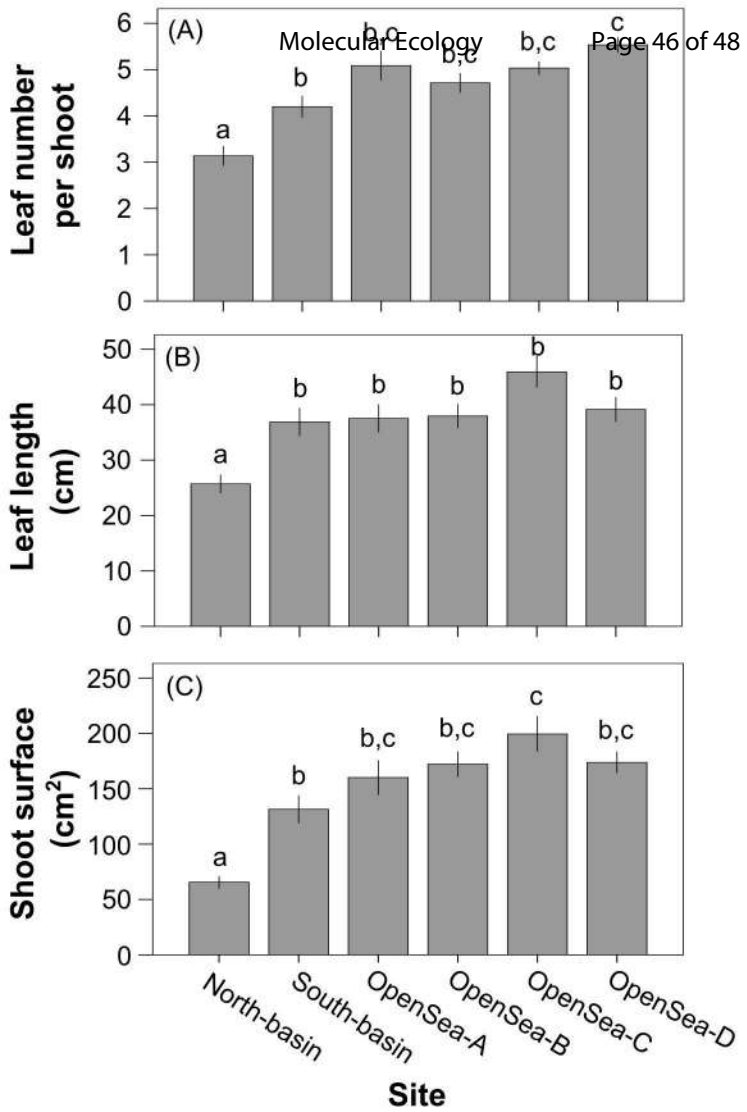 Molecular Ecology Page 46 of 48
(A)
Leaf number
per shoot
6
5
4
3
2
1
0
a
b
b,c
b,c
b,c
c
(B)
Leaf length
(cm)
50
40
30
20
10
0
a
b
b
b
b
b
(C)
Shoot surface
(cm²)
250
200
150
100
50
0
a
b
b,c
b,c
c
b,c
North-basin
South-basin
OpenSea-A
OpenSea-B
OpenSea-C
OpenSea-D
Site